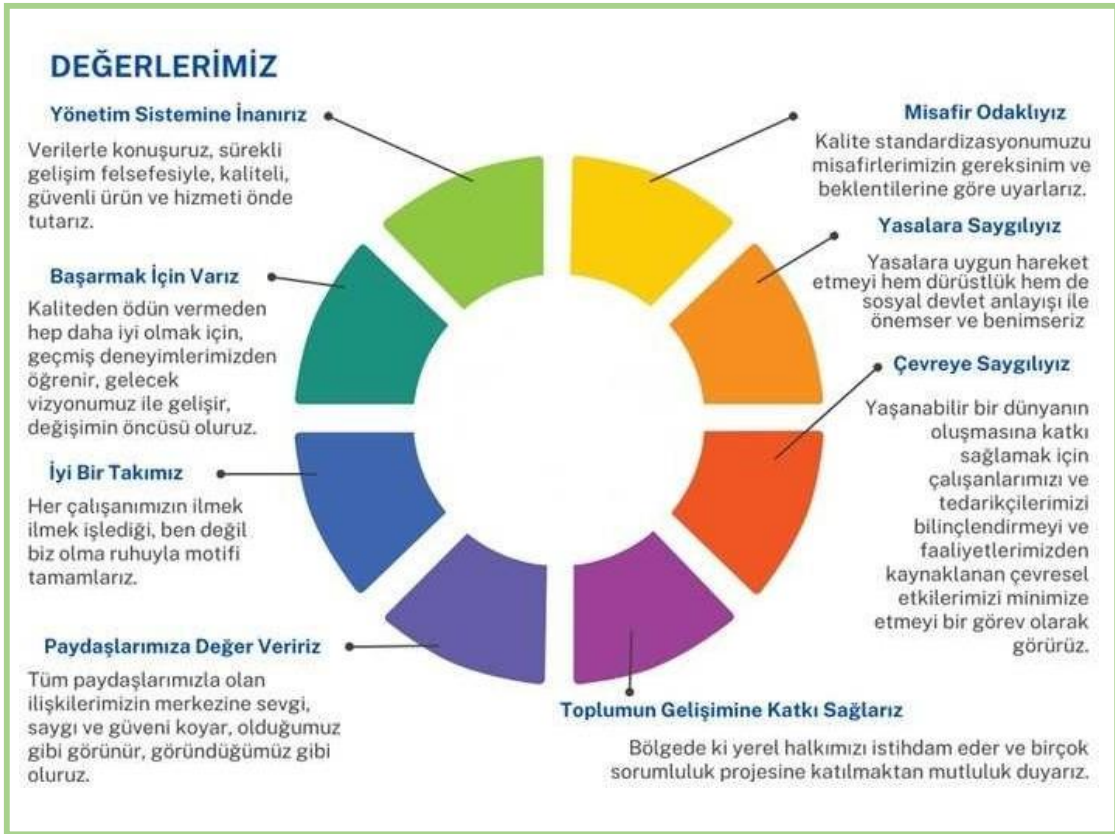 DEĞERLERİMİZ
Yönetim Sistemine İnanırız
Verilerle konuşuruz, sürekli
gelişim felsefesiyle, kaliteli,
güvenli ürün ve hizmeti önde
tutarız.
Başarmak İçin Varız
Kaliteden ödün vermeden
hep daha iyi olmak için,
geçmiş deneyimlerimizden
öğrenir, gelecek
vizyonumuz ile gelişir,
değişimin öncüsü oluruz.
İyi Bir Takımız
Her çalışanımızın ilmek
ilmek işlediği, ben değil
biz olma ruhuyla motifi
tamamlarız.
Paydaşlarımıza Değer Veririz
Tüm paydaşlarımızla olan
ilişkilerimizin merkezine sevgi,
saygı ve güveni koyar, olduğumuz
gibi görünür, göründüğümüz gibi
oluruz.
Misafir Odaklıyız
Kalite standardizasyonumuzu
misafirlerimizin gereksinim ve
beklentilerine göre uyarlarız.
Yasalara Saygılıyız
Yasalara uygun hareket
etmeyi hem dürüstlük hem de
sosyal devlet anlayışı ile
önemser ve benimseriz
Çevreye Saygılıyız
Yaşanabilir bir dünyanın
oluşmasına katkı
sağlamak için
çalışanlarımızı ve
tedarikçilerimizi
bilinçlendirmeyi ve
faaliyetlerimizden
kaynaklanan çevresel
etkilerimizi minimize
etmeyi bir görev olarak
görürüz.
Toplumun Gelişimine Katkı Sağlarız
Bölgede ki yerel halkımızı istihdam eder ve birçok
sorumluluk projesine katılmaktan mutluluk duyarız.